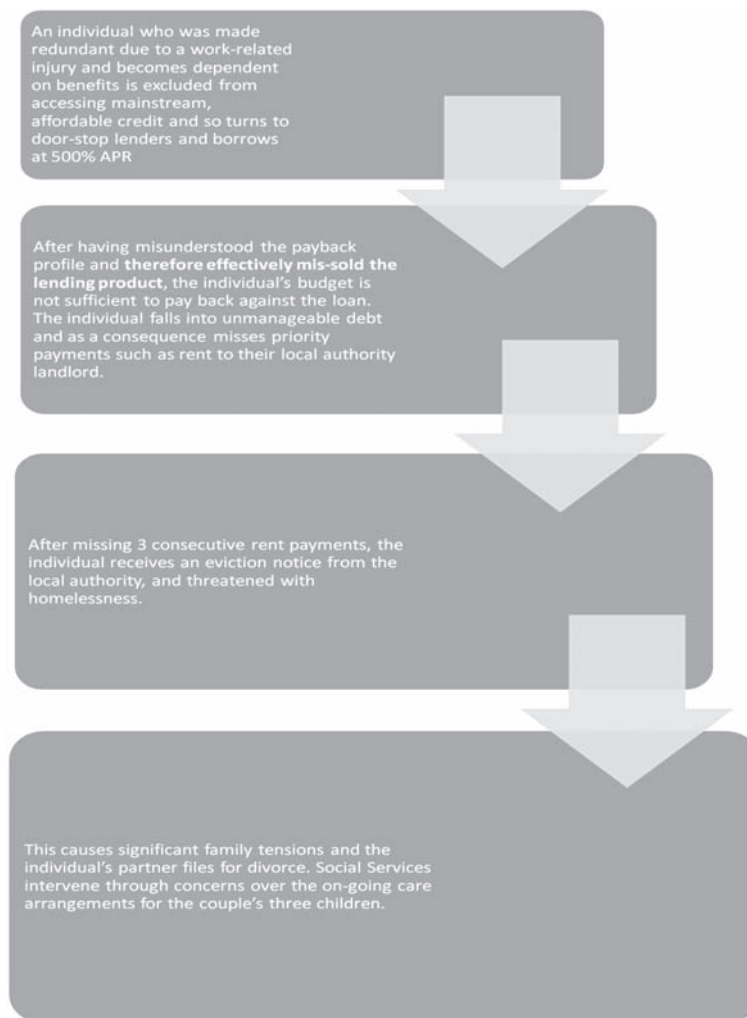 An individual who was made
redundant due to a work-related
injury and becomes dependent
on benefits is excluded from
accessing mainstream,
affordable credit and so turns to
door-stop lenders and borrows
at 500% APR
After having misunderstood the payback
profile and therefore effectively mis-sold the
lending product, the individual's budget is
not sufficient to pay back against the loan.
The individual falls into unmanageable debt
and as a consequence misses priority
payments such as rent to their local authority
landlord.
After missing 3 consecutive rent payments, the
individual receives an eviction notice from the
local authority, and threatened with
homelessness.
This causes significant family tensions and the
individual's partner files for divorce. Social Services
intervene through concerns over the on-going care
arrangements for the couple's three children.